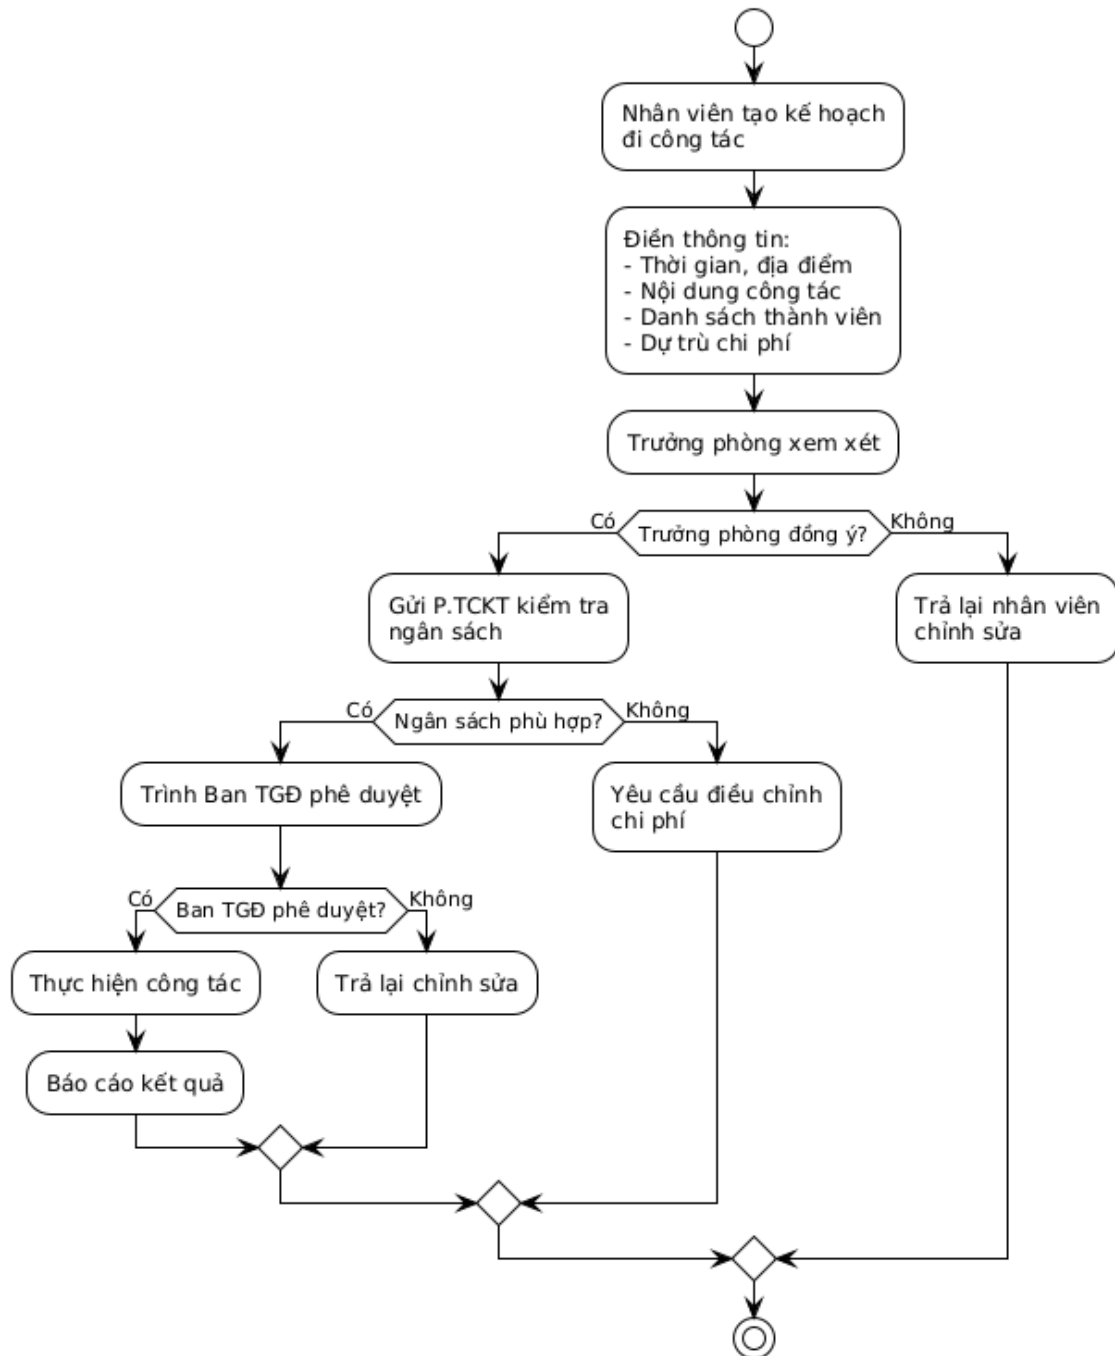 Nhân viên tạo kế hoạch
đi công tác
Điền thông tin:
- Thời gian, địa điểm
- Nội dung công tác
- Danh sách thành viên
- Dự trù chi phí
Trưởng phòng xem xét
Có
Trưởng phòng đồng ý?
Không
Gửi P.TCKT kiểm tra
ngân sách
Trả lại nhân viên
chỉnh sửa
Có
Ngân sách phù hợp?
Không
Trình Ban TGĐ phê duyệt
Yêu cầu điều chỉnh
chi phí
Có
Ban TGĐ phê duyệt?
Không
Thực hiện công tác
Trả lại chỉnh sửa
Báo cáo kết quả